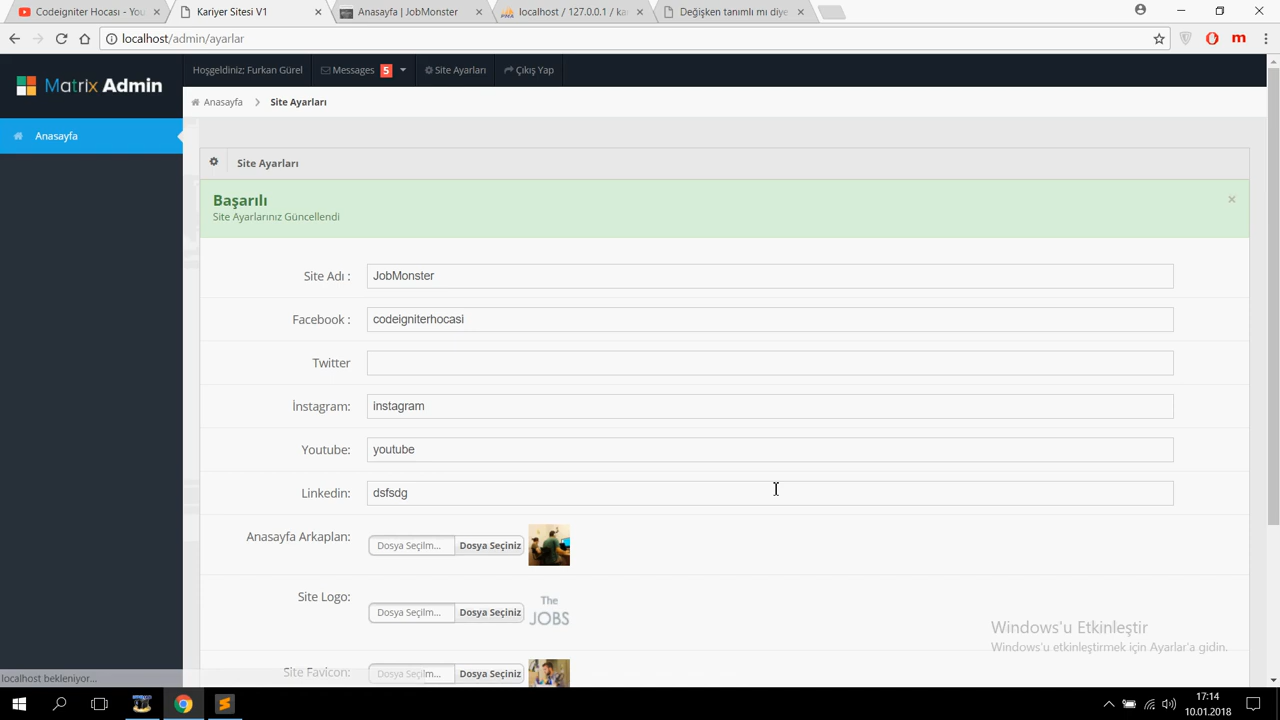 Codeigniter Hocası - You
Kariyer Sitesi V1
Anasayfa | JobMonster
localhost / 127.0.0.1 / ka
Değişken tanımlı mı diye
localhost/admin/ayarlar
Matrix Admin
Hoşgeldiniz; Furkan Gürel
Messages 5
Site Ayarları
Çıkış Yap
Anasayfa
Anasayfa > Site Ayarları
Site Ayarları
Başarılı
Site Ayarlarınız Güncellendi
×
Site Adı : JobMonster
Facebook : codeigniterhocasi
Twitter
İnstagram: instagram
Youtube: youtube
Linkedin: dsfsdg
Anasayfa Arkaplan: Dosya Seçilm... Dosya Seçiniz
Site Logo: Dosya Seçilm... Dosya Seçiniz The JOBS
Site Favicon: Dosya Seçilm... Dosya Seçiniz
Windows'u Etkinleştir
Windows'u etkinleştirmek için Ayarlar'a gidin.
localhost bekleniyor...
17:14
10.01.2018